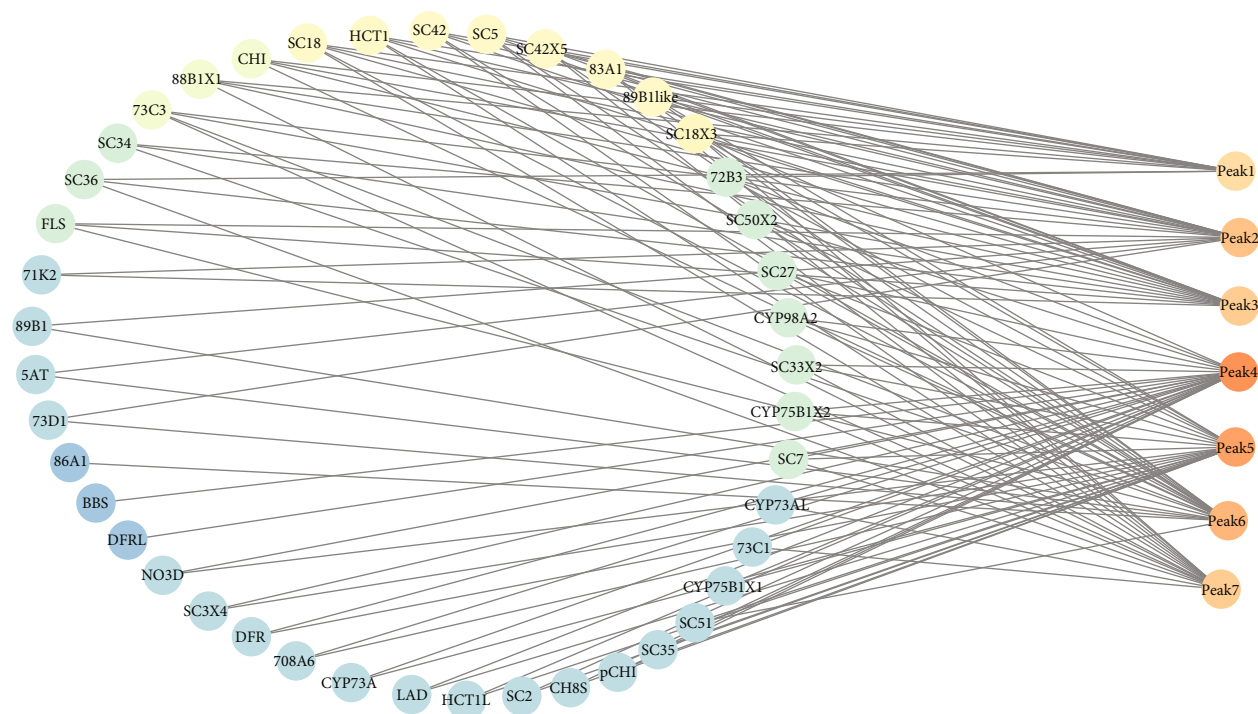 SC42
SC5
HCT1
SC18
SC42X5
CHI
83A1
88B1X1
89B1like
73C3
SC18X3
SC34
Peak1
72B3
SC36
SC50X2
FLS
Peak2
71K2
SC27
Peak3
CYP98A2
89B1
SC33X2
Peak4
5AT
CYP75B1X2
73D1
Peak5
SC7
86A1
BBS
CYP73AL
Peak6
DFRL
73C1
NO3D
CYP75B1X1
Peak7
SC3X4
SC51
DFR
SC35
708A6
pCHI
CYP73A
CH8S
LAD
SC2
HCT1L